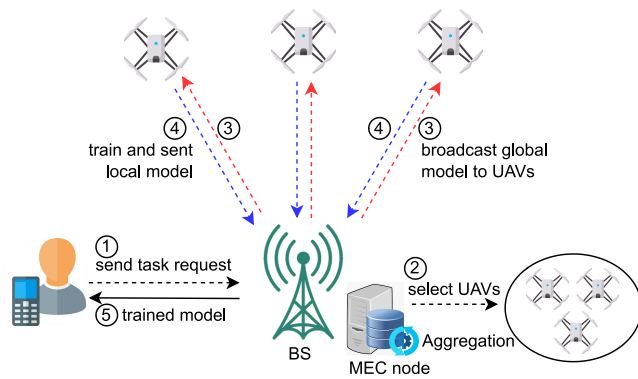 ④ ③ ④ ③
train and sent
local model
broadcast global
model to UAVs
①
send task request
⑤ trained model
BS
②
select UAVs
Aggregation
MEC node